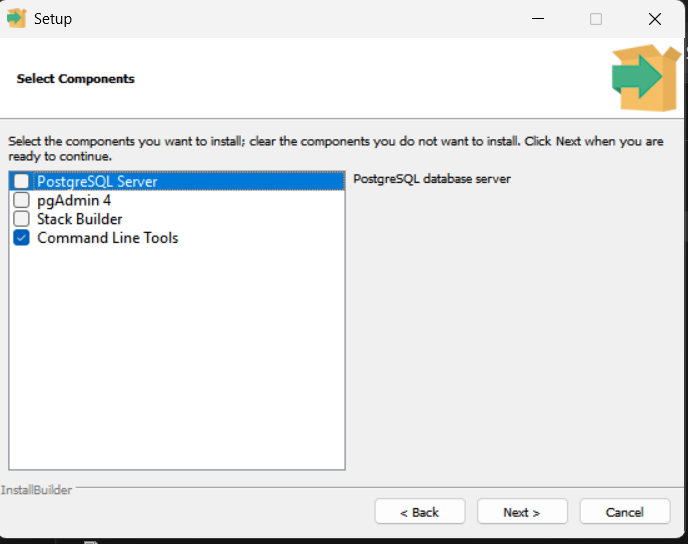 Setup
Select Components
Select the components you want to install; clear the components you do not want to install. Click Next when you are
ready to continue.
PostgreSQL Server
PostgreSQL database server
pgAdmin 4
Stack Builder
Command Line Tools
InstallBuilder
< Back
Next >
Cancel